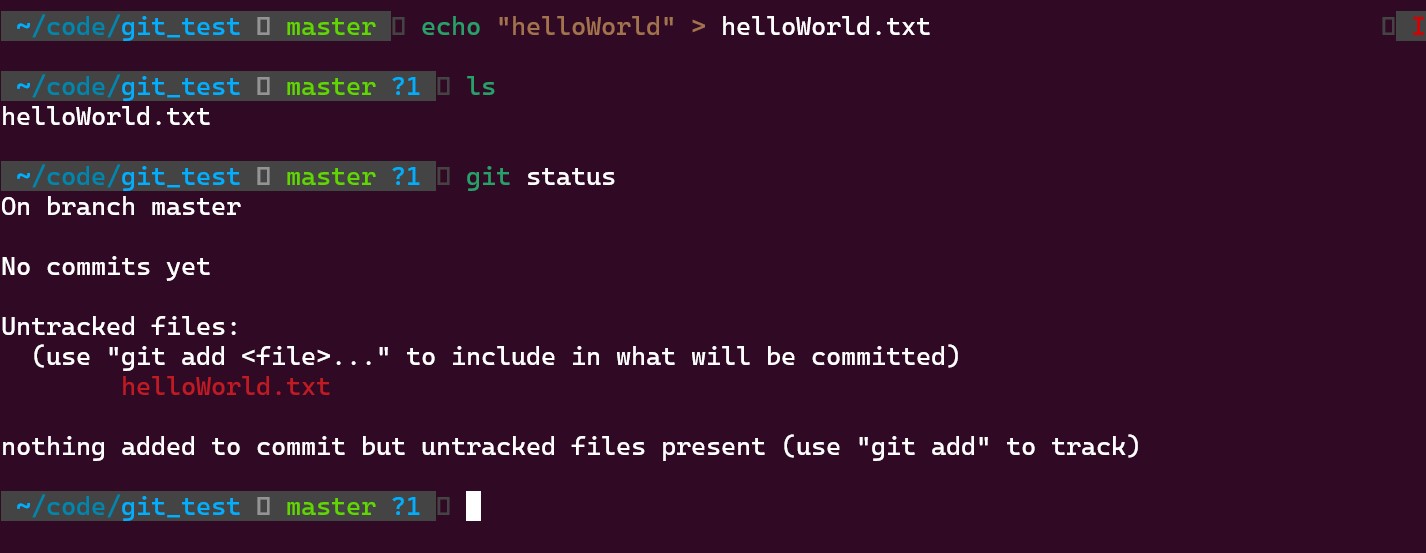 ~/code/git_test master echo "helloWorld" > helloWorld.txt
~/code/git_test master ?1 ls
helloWorld.txt
~/code/git_test master ?1 git status
On branch master
No commits yet
Untracked files:
(use "git add <file>..." to include in what will be committed)
helloWorld.txt
nothing added to commit but untracked files present (use "git add" to track)
~/code/git_test master ?1